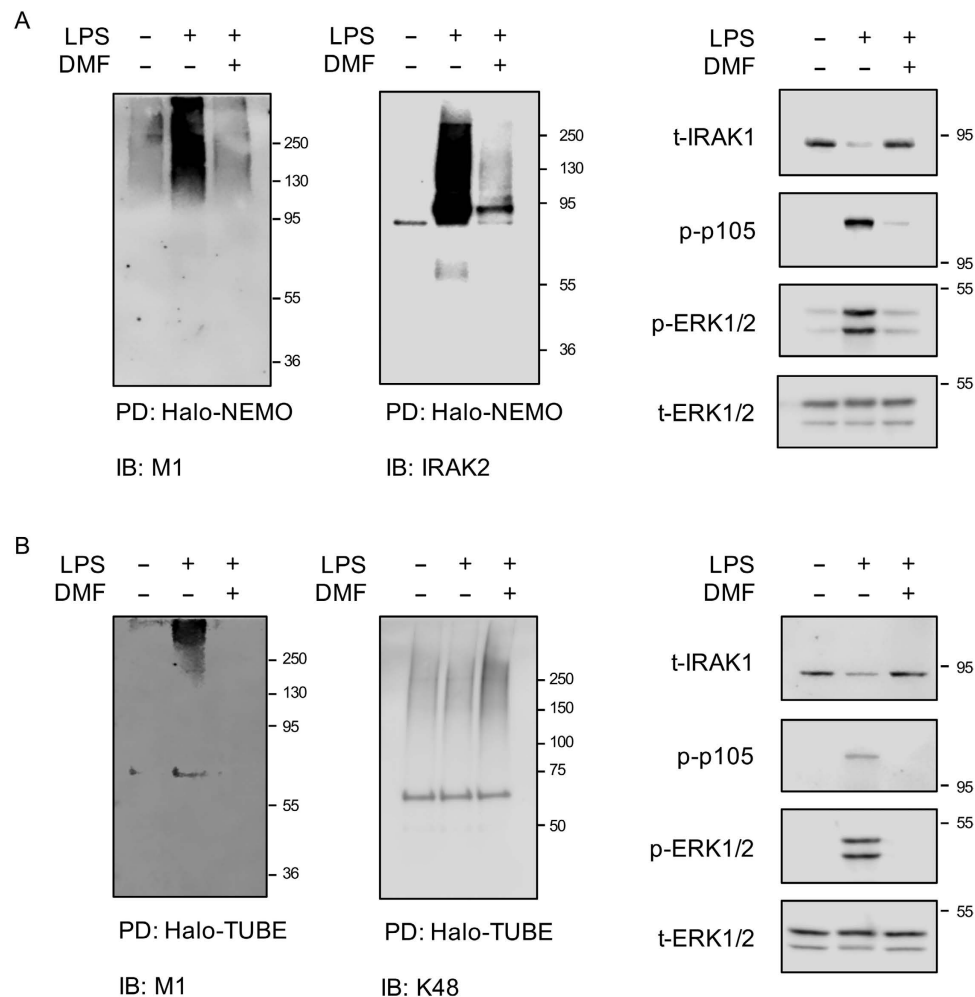 A
LPS – + +
DMF – – +
250
130
95
55
36
PD: Halo-NEMO
IB: M1
LPS – + +
DMF – – +
250
130
95
55
36
PD: Halo-NEMO
IB: IRAK2
LPS – + +
DMF – – +
t-IRAK1 – 95
p-p105
– 95
p-ERK1/2 – 55
t-ERK1/2 – 55
B
LPS – + +
DMF – – +
250
130
95
55
36
PD: Halo-TUBE
IB: M1
LPS – + +
DMF – – +
250
150
100
75
50
PD: Halo-TUBE
IB: K48
LPS – + +
DMF – – +
t-IRAK1 – 95
p-p105
– 95
p-ERK1/2 – 55
t-ERK1/2 – 55